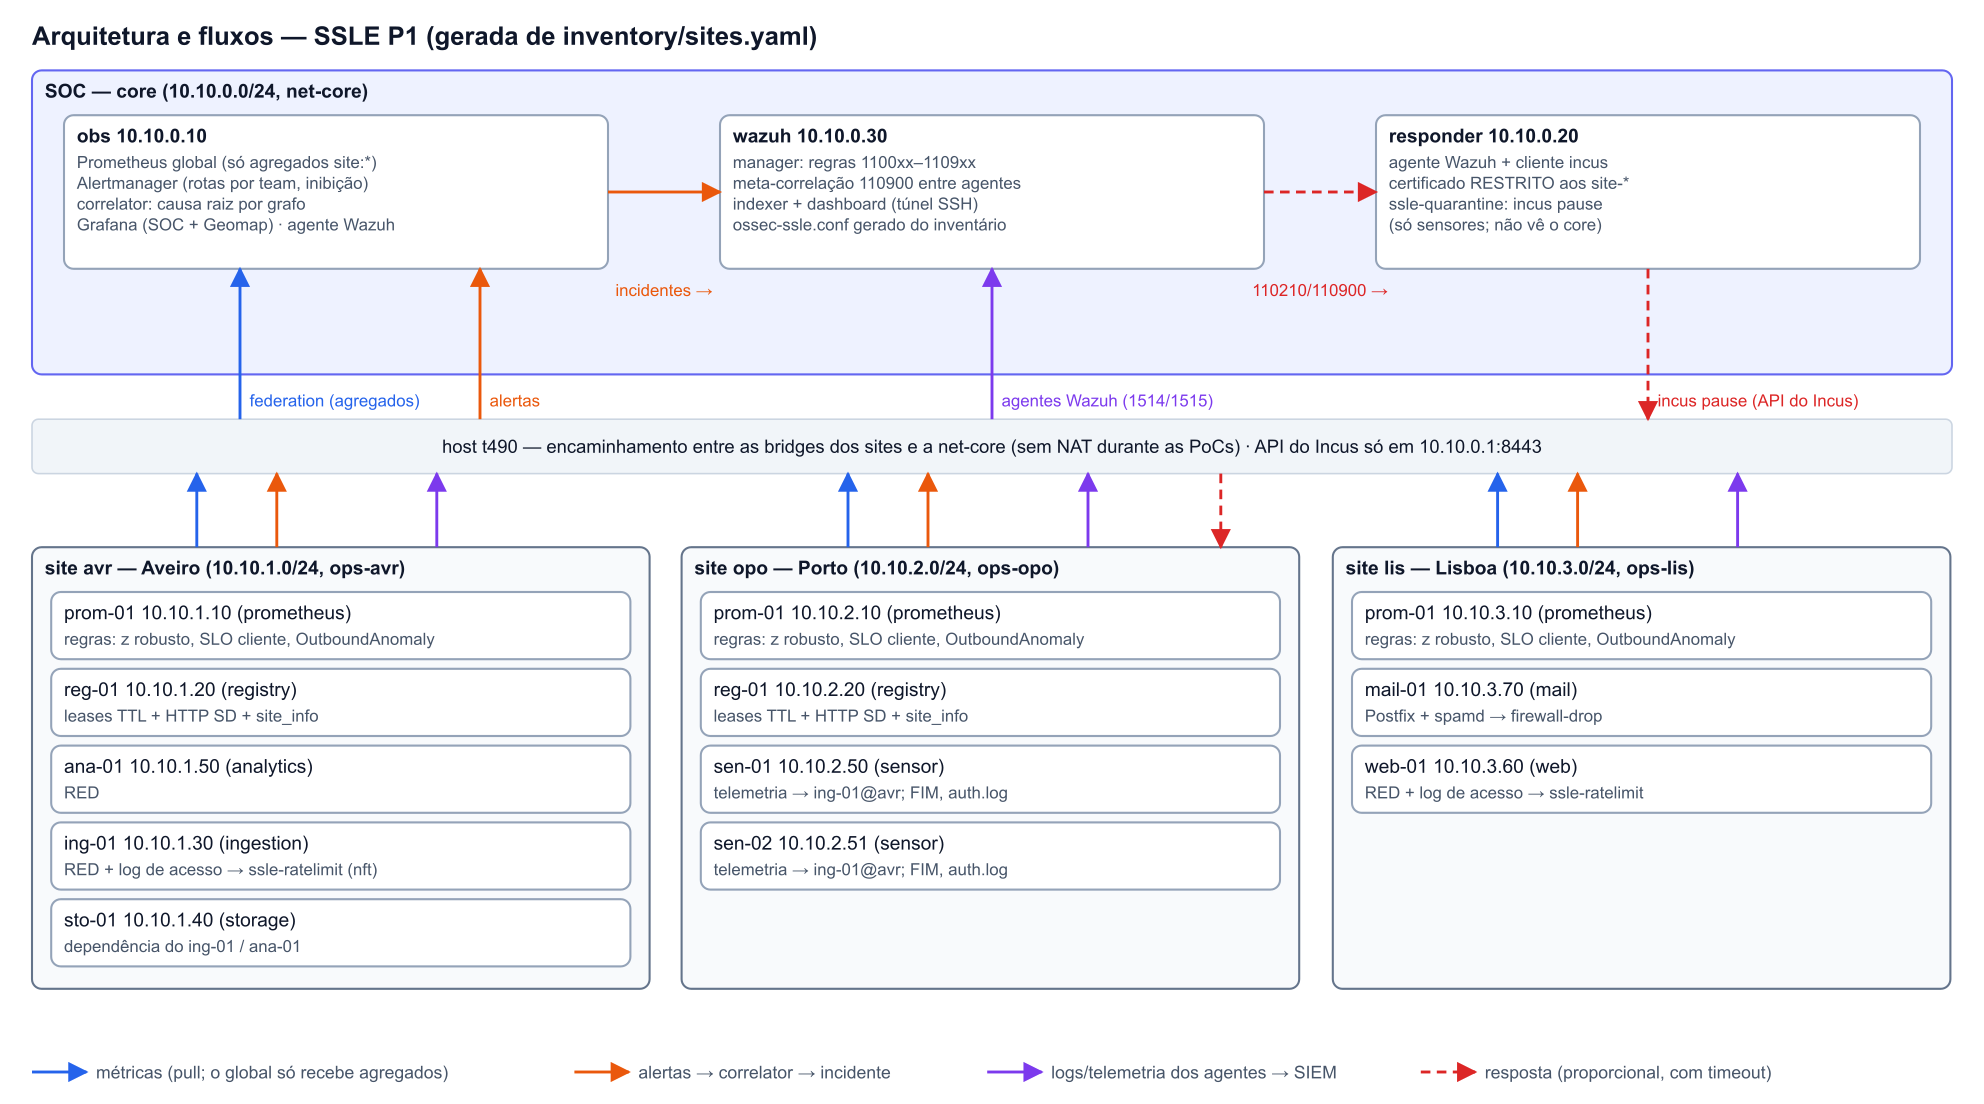 Arquitetura e fluxos — SSLE P1 (gerada de inventory/sites.yaml)
SOC — core (10.10.0.0/24, net-core)
obs 10.10.0.10
Prometheus global (só agregados site:*)
Alertmanager (rotas por team, inibição)
correlator: causa raiz por grafo
Grafana (SOC + Geomap) · agente Wazuh
wazuh 10.10.0.30
manager: regras 1100xx–1109xx
meta-correlação 110900 entre agentes
indexer + dashboard (túnel SSH)
ossec-ssle.conf gerado do inventário
responder 10.10.0.20
agente Wazuh + cliente incus
certificado RESTRITO aos site-*
ssle-quarantine: incus pause
(só sensores; não vê o core)
incidentes →
110210/110900 →
federation (agregados)
alertas
agentes Wazuh (1514/1515)
incus pause (API do Incus)
host t490 — encaminhamento entre as bridges dos sites e a net-core (sem NAT durante as PoCs) · API do Incus só em 10.10.0.1:8443
site avr — Aveiro (10.10.1.0/24, ops-avr)
prom-01 10.10.1.10 (prometheus)
regras: z robusto, SLO cliente, OutboundAnomaly
reg-01 10.10.1.20 (registry)
leases TTL + HTTP SD + site_info
ana-01 10.10.1.50 (analytics)
RED
ing-01 10.10.1.30 (ingestion)
RED + log de acesso → ssle-ratelimit (nft)
sto-01 10.10.1.40 (storage)
dependência do ing-01 / ana-01
site opo — Porto (10.10.2.0/24, ops-opo)
prom-01 10.10.2.10 (prometheus)
regras: z robusto, SLO cliente, OutboundAnomaly
reg-01 10.10.2.20 (registry)
leases TTL + HTTP SD + site_info
sen-01 10.10.2.50 (sensor)
telemetria → ing-01@avr; FIM, auth.log
sen-02 10.10.2.51 (sensor)
telemetria → ing-01@avr; FIM, auth.log
site lis — Lisboa (10.10.3.0/24, ops-lis)
prom-01 10.10.3.10 (prometheus)
regras: z robusto, SLO cliente, OutboundAnomaly
mail-01 10.10.3.70 (mail)
Postfix + spamd → firewall-drop
web-01 10.10.3.60 (web)
RED + log de acesso → ssle-ratelimit
métricas (pull; o global só recebe agregados)
alertas → correlator → incidente
logs/telemetria dos agentes → SIEM
resposta (proporcional, com timeout)